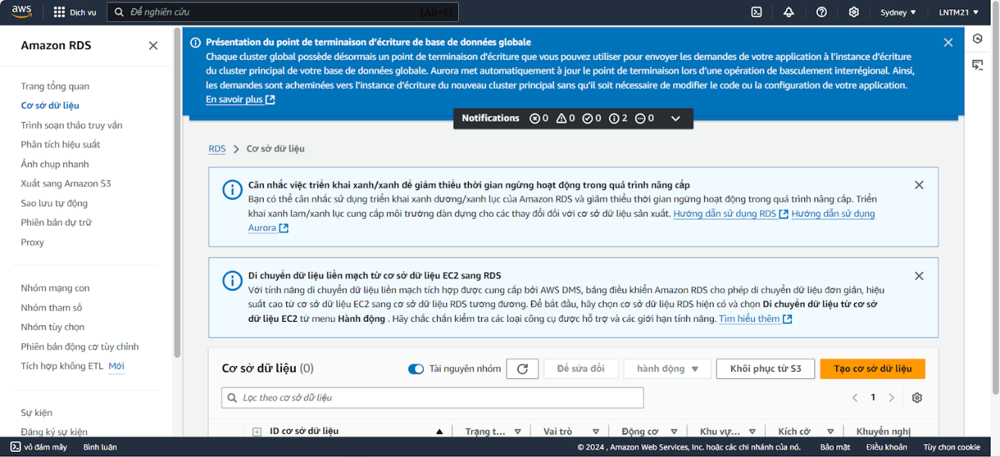 aws Dịch vụ Để nghiên cứu [Alt+S] Sydney LNTM21
Amazon RDS
Trang tổng quan
Cơ sở dữ liệu
Trình soạn thảo truy vấn
Phân tích hiệu suất
Ảnh chụp nhanh
Xuất sang Amazon S3
Sao lưu tự động
Phiên bản dự trữ
Proxy
Nhóm mạng con
Nhóm tham số
Nhóm tùy chọn
Phiên bản động cơ tùy chỉnh
Tích hợp không ETL Mới
Sự kiện
Đăng ký sự kiện
Présentation du point de terminaison d’écriture de base de données globale
Chaque cluster global possède désormais un point de terminaison d’écriture que vous pouvez utiliser pour envoyer les demandes de votre application à l’instance d’écriture
du cluster principal de votre base de données globale. Aurora met automatiquement à jour le point de terminaison lors d’une opération de basculement interrégional. Ainsi,
les demandes sont acheminées vers l’instance d’écriture du nouveau cluster principal sans qu’il soit nécessaire de modifier le code ou la configuration de votre application.
En savoir plus
Notifications 0 0 0 2 0
RDS > Cơ sở dữ liệu
Cân nhắc việc triển khai xanh/xanh để giảm thiểu thời gian ngừng hoạt động trong quá trình nâng cấp
Bạn có thể cân nhắc sử dụng triển khai xanh dương/xanh lục của Amazon RDS và giảm thiểu thời gian ngừng hoạt động trong quá trình nâng cấp. Triển
khai xanh lam/xanh lục cung cấp môi trường dàn dựng cho các thay đổi đối với cơ sở dữ liệu sản xuất. Hướng dẫn sử dụng RDS Hướng dẫn sử dụng
Aurora
Di chuyển dữ liệu liền mạch từ cơ sở dữ liệu EC2 sang RDS
Với tính năng di chuyển dữ liệu liền mạch tích hợp được cung cấp bởi AWS DMS, bảng điều khiển Amazon RDS cho phép di chuyển dữ liệu đơn giản, hiệu
suất cao từ cơ sở dữ liệu EC2 sang cơ sở dữ liệu RDS tương đương. Để bắt đầu, hãy chọn cơ sở dữ liệu RDS hiện có và chọn Di chuyển dữ liệu từ cơ sở
dữ liệu EC2 từ menu Hành động . Hãy chắc chắn kiểm tra các loại công cụ được hỗ trợ và các giới hạn tính năng. Tìm hiểu thêm
Cơ sở dữ liệu (0) Tài nguyên nhóm Để sửa đổi hành động Khôi phục từ S3 Tạo cơ sở dữ liệu
Lọc theo cơ sở dữ liệu 1
ID cơ sở dữ liệu Trạng t... Vai trò Động cơ Khu vự... Kích cỡ Khuyến nghị
vỏ đám mây Bình luận © 2024 , Amazon Web Services, Inc. hoặc các chi nhánh của nó. Bảo mật Điều khoản Tùy chọn cookie